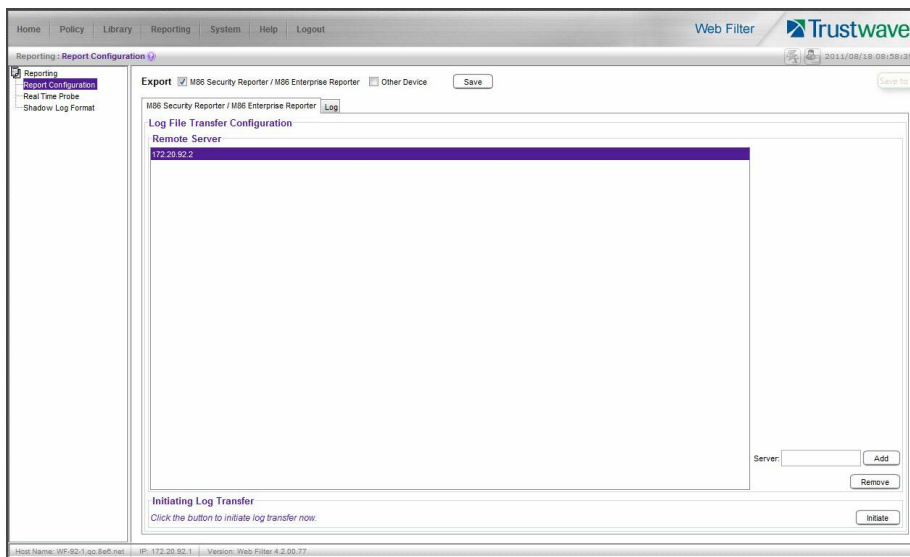 Home Policy Library Reporting System Help Logout
Web Filter Trustwave
Reporting : Report Configuration
2011/08/18 08:58:39
Reporting
Report Configuration
Real Time Probe
Shadow Log Format
Export M86 Security Reporter / M86 Enterprise Reporter Other Device Save
Save to
M86 Security Reporter / M86 Enterprise Reporter Log
Log File Transfer Configuration
Remote Server
172.20.92.2
Server: Add
Remove
Initiating Log Transfer
Click the button to initiate log transfer now.
Initiate
Host Name: WF-92-1.qc.8e6.net IP: 172.20.92.1 Version: Web Filter 4.2.00.77